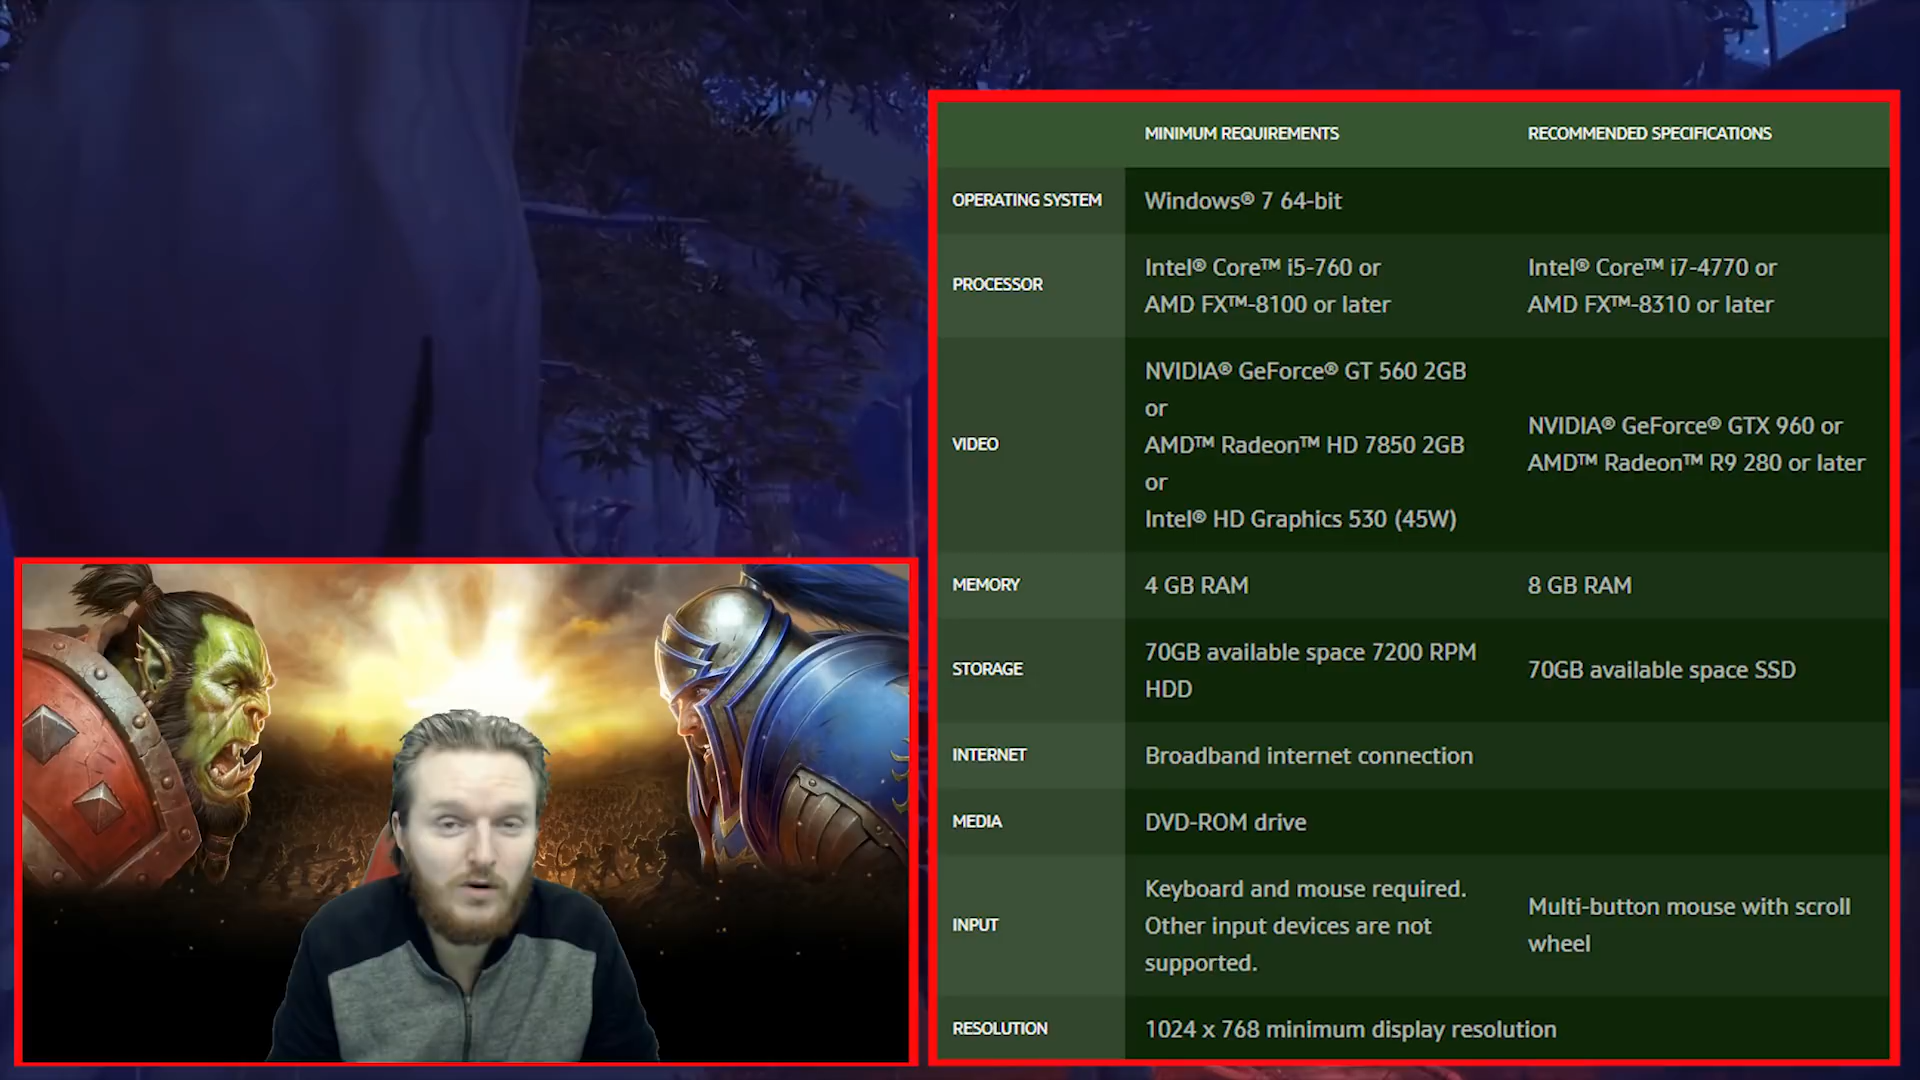 MINIMUM REQUIREMENTS RECOMMENDED SPECIFICATIONS
OPERATING SYSTEM Windows® 7 64-bit
PROCESSOR
Intel® Core™ i5-760 or
AMD FX™-8100 or later
Intel® Core™ i7-4770 or
AMD FX™-8310 or later
VIDEO
NVIDIA® GeForce® GT 560 2GB
or
AMD™ Radeon™ HD 7850 2GB
or
Intel® HD Graphics 530 (45W)
NVIDIA® GeForce® GTX 960 or
AMD™ Radeon™ R9 280 or later
MEMORY 4 GB RAM 8 GB RAM
STORAGE
70GB available space 7200 RPM
HDD
70GB available space SSD
INTERNET Broadband internet connection
MEDIA DVD-ROM drive
INPUT
Keyboard and mouse required.
Other input devices are not
supported.
Multi-button mouse with scroll
wheel
RESOLUTION 1024 x 768 minimum display resolution